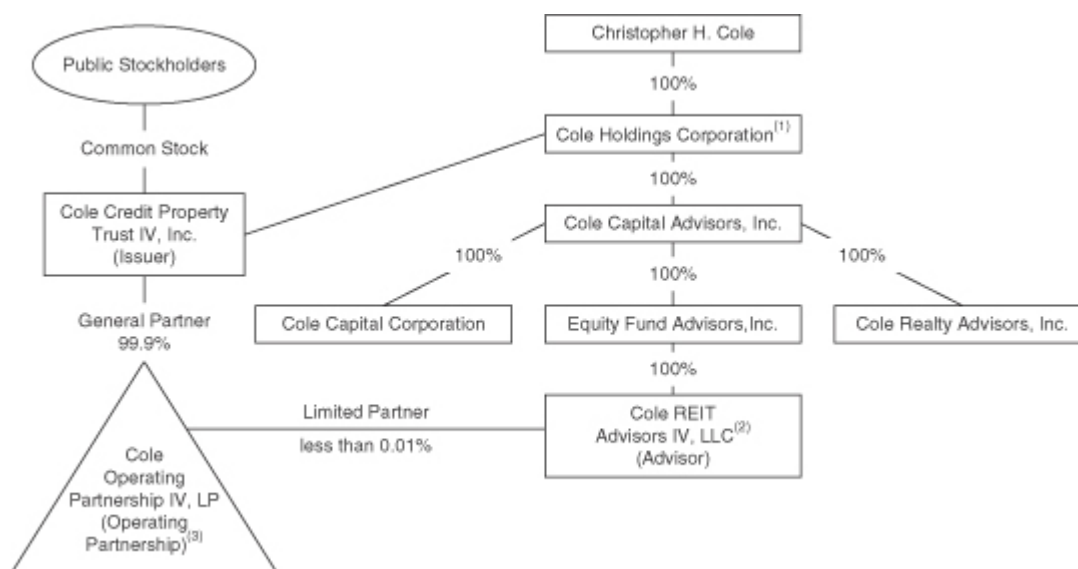 Christopher H. Cole
Public Stockholders
100%
Cole Holdings Corporation(1)
Common Stock
100%
Cole Credit Property
Trust IV, Inc.
(Issuer)
Cole Capital Advisors, Inc.
100%
100%
100%
General Partner
99.9%
Cole Capital Corporation
Equity Fund Advisors,Inc.
Cole Realty Advisors, Inc.
100%
Limited Partner
less than 0.01%
Cole REIT
Advisors IV, LLC(2)
(Advisor)
Cole
Operating
Partnership IV, LP
(Operating
Partnership)(3)